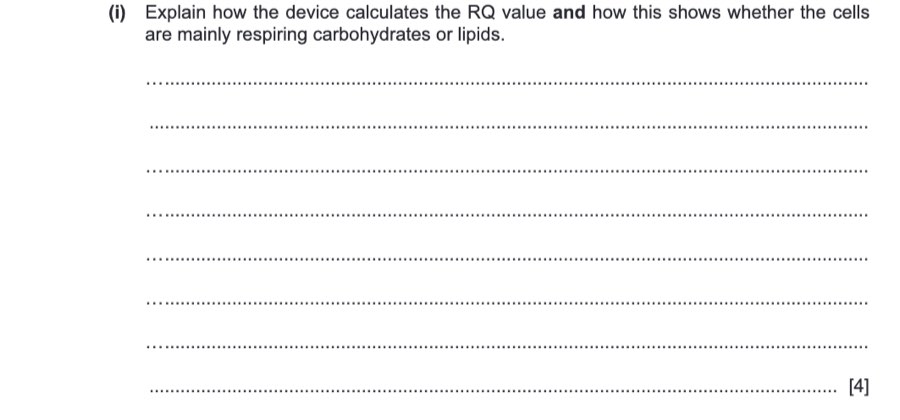 (i) Explain how the device calculates the RQ value and how this shows whether the cells
are mainly respiring carbohydrates or lipids.
[4]